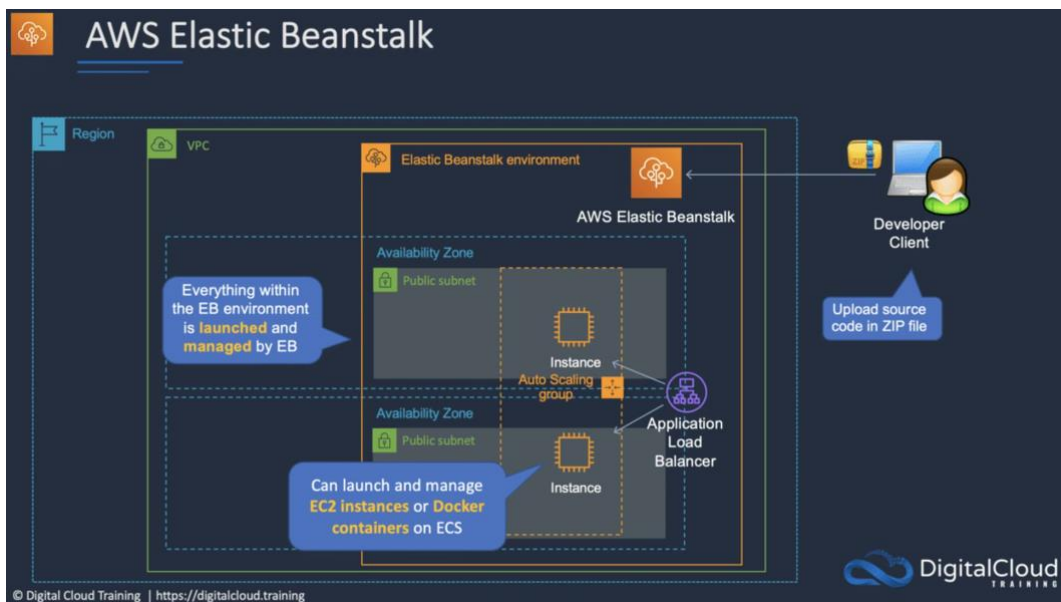 AWS Elastic Beanstalk
Region
VPC
Elastic Beanstalk environment
ZIP
AWS Elastic Beanstalk
Developer
Client
Availability Zone
Public subnet
Everything within
the EB environment
is launched and
managed by EB
Upload source
code in ZIP file
Instance
Auto Scaling
group
Availability Zone
Public subnet
Application
Load
Balancer
Can launch and manage
EC2 instances or Docker
containers on ECS
Instance
DigitalCloud
TRAINING
© Digital Cloud Training | https://digitalcloud.training